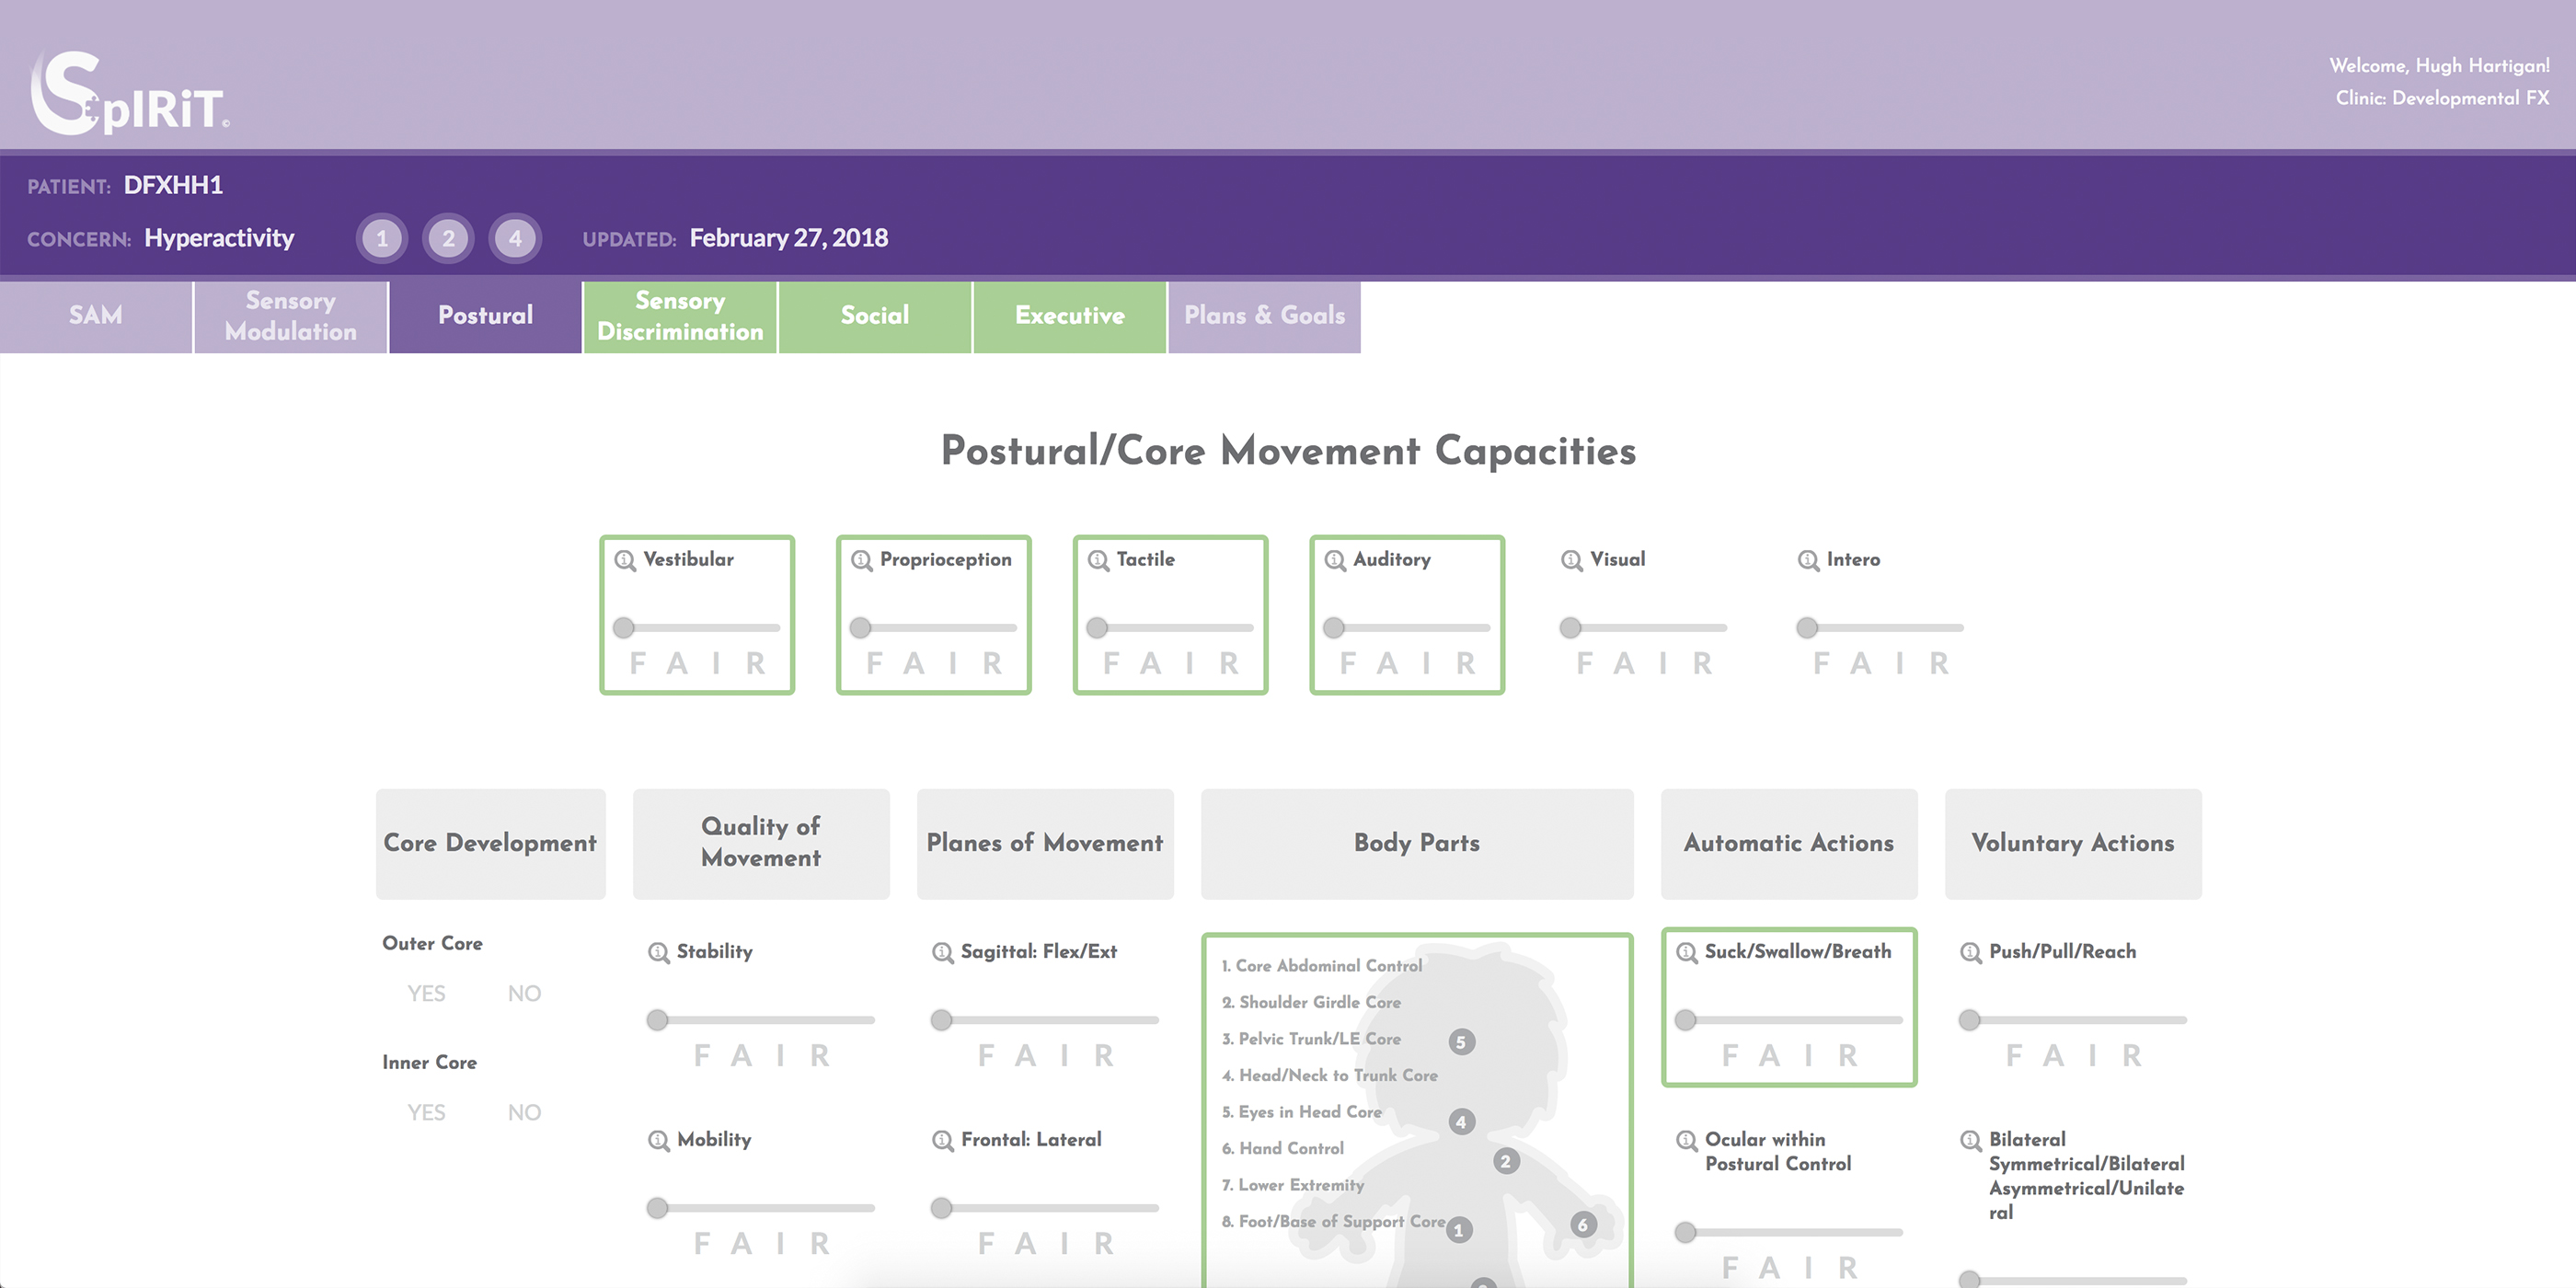 SpIRiT
Welcome, Hugh Hartigan!
Clinic: Developmental FX
PATIENT: DFXHH1
CONCERN: Hyperactivity 1 2 4 UPDATED: February 27, 2018
SAM
Sensory
Modulation
Postural
Sensory
Discrimination
Social
Executive
Plans & Goals
Postural/Core Movement Capacities
Vestibular
F A I R
Proprioception
F A I R
Tactile
F A I R
Auditory
F A I R
Visual
F A I R
Intero
F A I R
Core Development
Outer Core
YES NO
Inner Core
YES NO
Quality of
Movement
Stability
F A I R
Mobility
F A I R
Planes of Movement
Sagittal: Flex/Ext
F A I R
Frontal: Lateral
F A I R
Body Parts
1. Core Abdominal Control
2. Shoulder Girdle Core
3. Pelvic Trunk/LE Core
4. Head/Neck to Trunk Core
5. Eyes in Head Core
6. Hand Control
7. Lower Extremity
8. Foot/Base of Support Core
5
4
2
6
1
Automatic Actions
Suck/Swallow/Breath
F A I R
Ocular within
Postural Control
F A I R
Voluntary Actions
Push/Pull/Reach
F A I R
Bilateral
Symmetrical/Bilateral
Asymmetrical/Unilate
ral